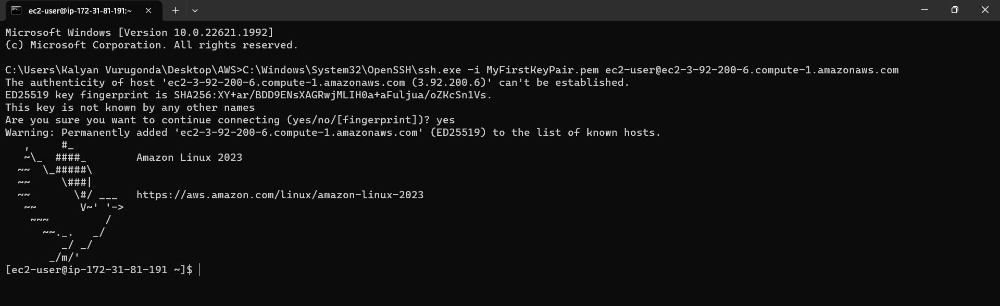 ec2-user@ip-172-31-81-191:~
Microsoft Windows [Version 10.0.22621.1992]
(c) Microsoft Corporation. All rights reserved.

C:\Users\Kalyan Vurugonda\Desktop\AWS>C:\Windows\System32\OpenSSH\ssh.exe -i MyFirstKeyPair.pem ec2-user@ec2-3-92-200-6.compute-1.amazonaws.com
The authenticity of host 'ec2-3-92-200-6.compute-1.amazonaws.com (3.92.200.6)' can't be established.
ED25519 key fingerprint is SHA256:XY+ar/BDD9ENsXAGRwjMLIH0a+aFuljua/oZKcSn1Vs.
This key is not known by any other names
Are you sure you want to continue connecting (yes/no/[fingerprint])? yes
Warning: Permanently added 'ec2-3-92-200-6.compute-1.amazonaws.com' (ED25519) to the list of known hosts.
   ,     #_
   ~\_  ####_        Amazon Linux 2023
  ~~  \_#####\
  ~~     \###|
  ~~       \#/ ___   https://aws.amazon.com/linux/amazon-linux-2023
   ~~       V~' '->
    ~~~         /
      ~~._.   _/
         _/ _/
       _/m/'
[ec2-user@ip-172-31-81-191 ~]$